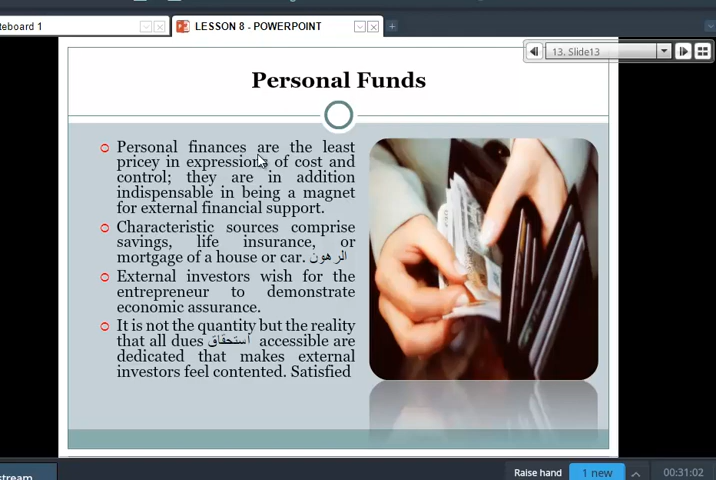 teboard 1
LESSON 8 - POWERPOINT
13. Slide13
Personal Funds
Personal finances are the least
pricey in expressions of cost and
control; they are in addition
indispensable in being a magnet
for external financial support.
Characteristic sources comprise
savings, life insurance, or
mortgage of a house or car. الرهون
External investors wish for the
entrepreneur to demonstrate
economic assurance.
It is not the quantity but the reality
that all dues استحقاق accessible are
dedicated that makes external
investors feel contented. Satisfied
stream
Raise hand
1 new
00:31:02